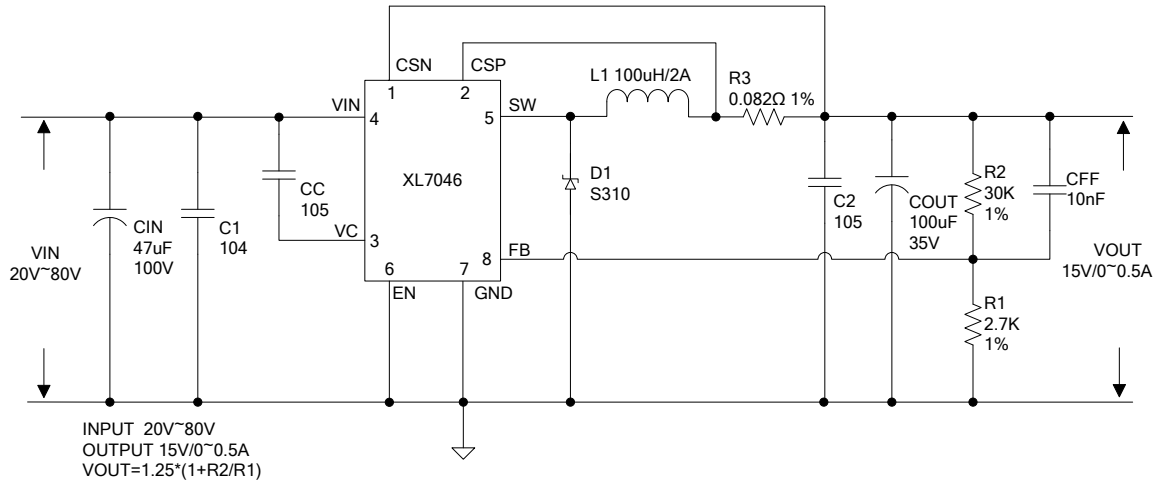 CSN
CSP
1
2
L1 100uH/2A
R3
0.082Ω 1%
VIN
4
SW
5
XL7046
CC
105
VC
3
D1
S310
CIN
47uF
100V
C1
104
VIN
20V~80V
C2
105
COUT
100uF
35V
R2
30K
1%
CFF
10nF
8
FB
VOUT
15V/0~0.5A
6
7
EN
GND
R1
2.7K
1%
INPUT 20V~80V
OUTPUT 15V/0~0.5A
VOUT=1.25*(1+R2/R1)